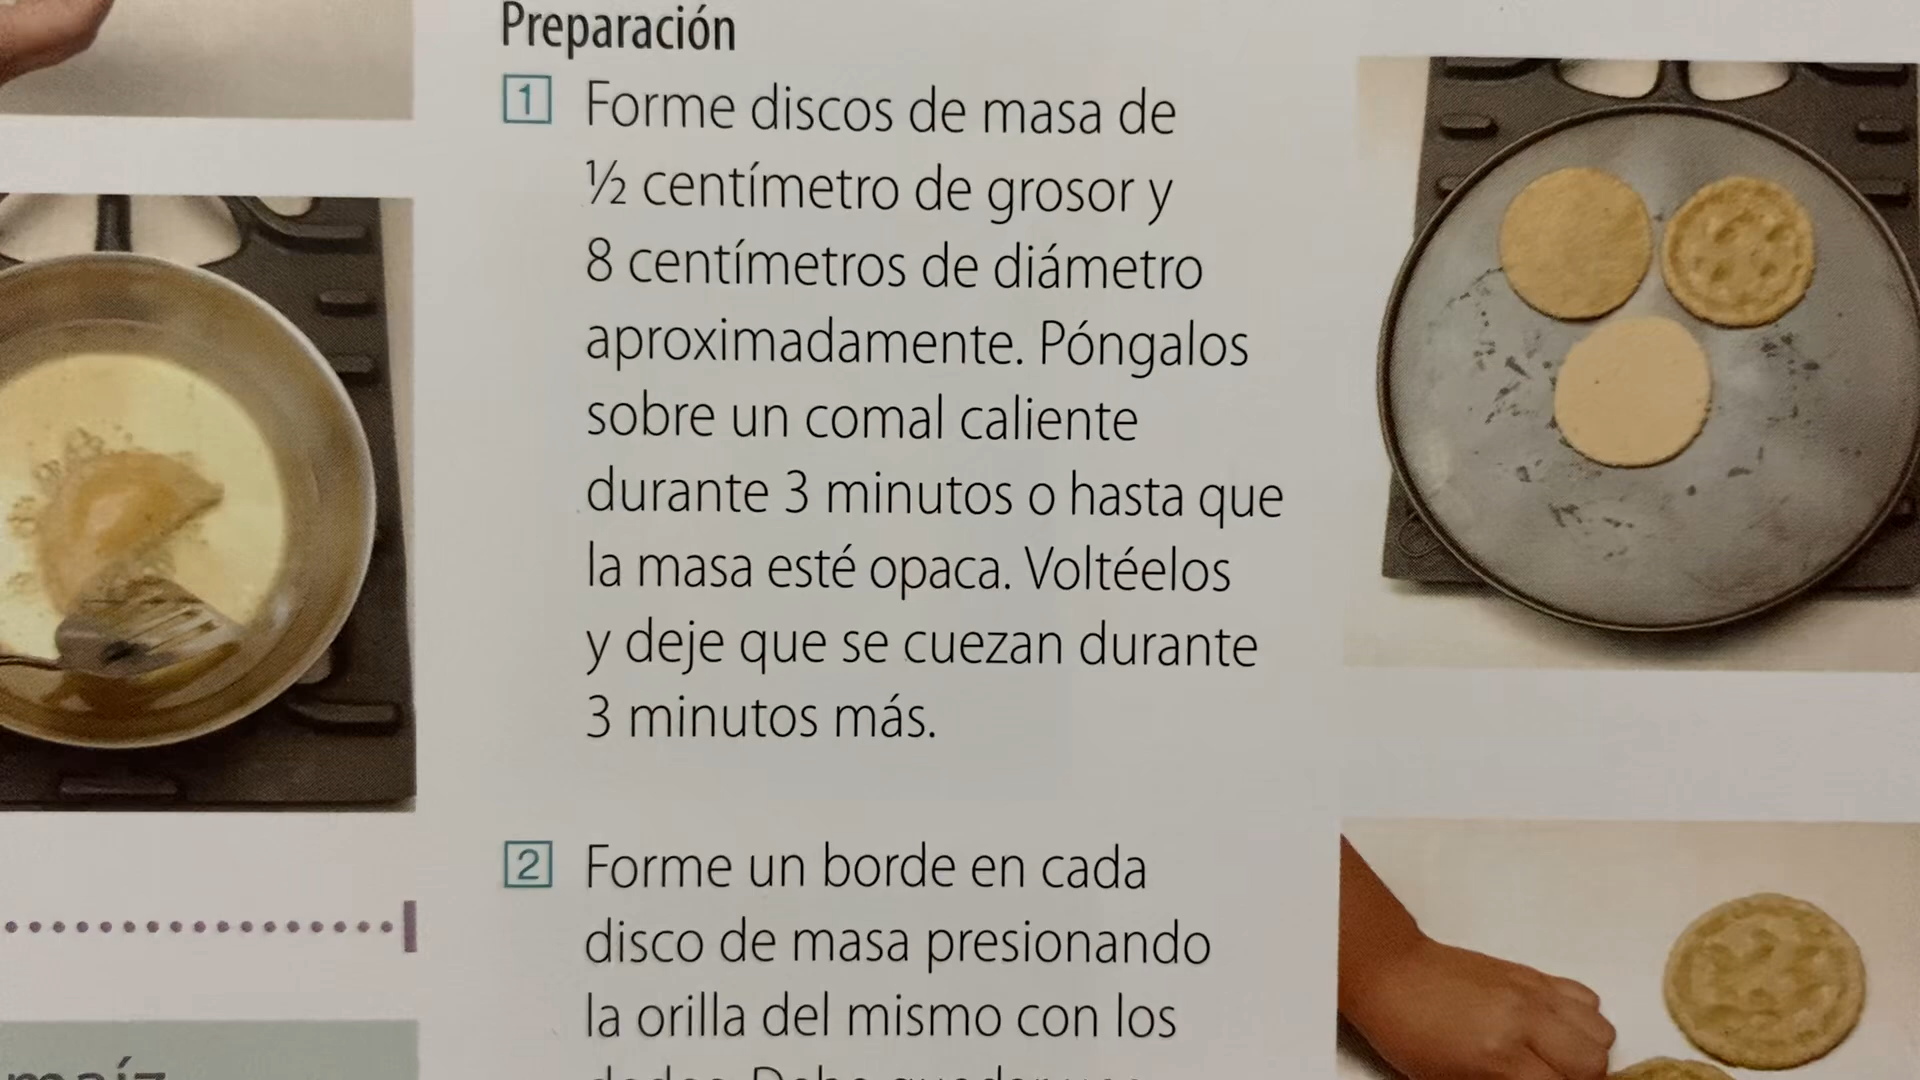 Preparación
1 Forme discos de masa de
½ centímetro de grosor y
8 centímetros de diámetro
aproximadamente. Póngalos
sobre un comal caliente
durante 3 minutos o hasta que
la masa esté opaca. Voltéelos
y deje que se cuezan durante
3 minutos más.
2 Forme un borde en cada
disco de masa presionando
la orilla del mismo con los